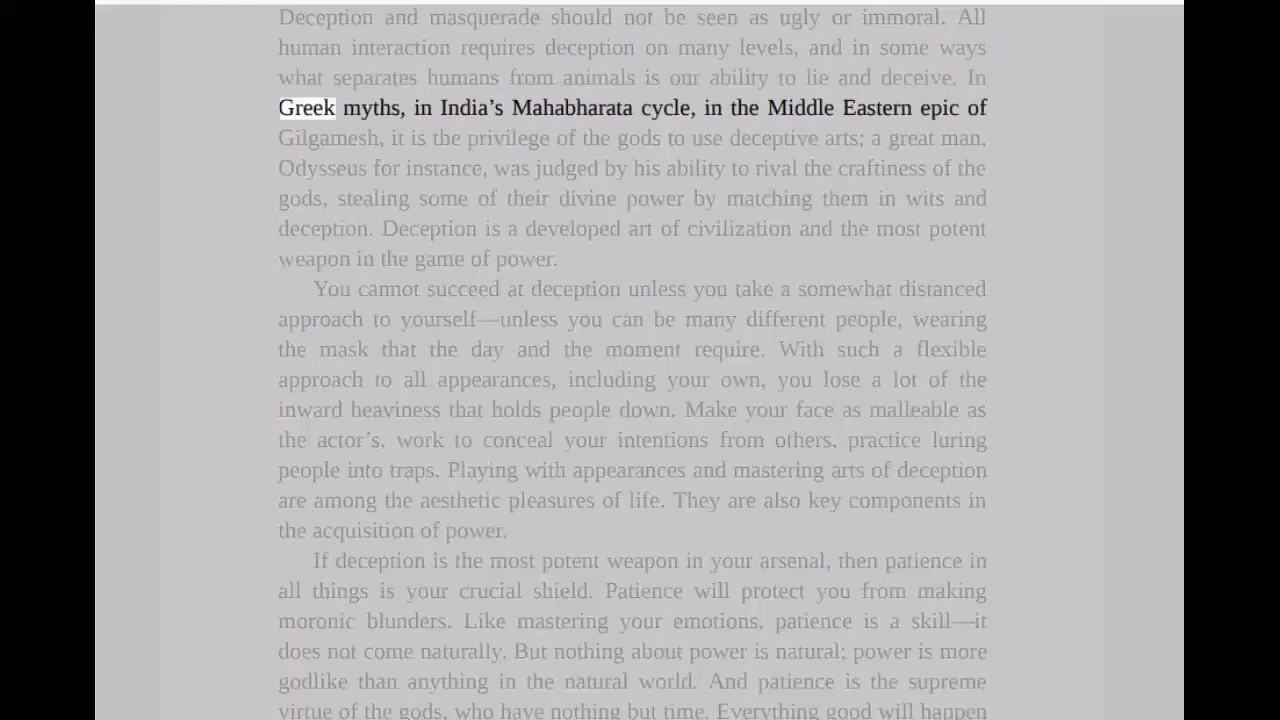 Deception and masquerade should not be seen as ugly or immoral. All
human interaction requires deception on many levels, and in some ways
what separates humans from animals is our ability to lie and deceive. In
Greek myths, in India’s Mahabharata cycle, in the Middle Eastern epic of
Gilgamesh, it is the privilege of the gods to use deceptive arts; a great man,
Odysseus for instance, was judged by his ability to rival the craftiness of the
gods, stealing some of their divine power by matching them in wits and
deception. Deception is a developed art of civilization and the most potent
weapon in the game of power.
You cannot succeed at deception unless you take a somewhat distanced
approach to yourself—unless you can be many different people, wearing
the mask that the day and the moment require. With such a flexible
approach to all appearances, including your own, you lose a lot of the
inward heaviness that holds people down. Make your face as malleable as
the actor’s, work to conceal your intentions from others, practice luring
people into traps. Playing with appearances and mastering arts of deception
are among the aesthetic pleasures of life. They are also key components in
the acquisition of power.
If deception is the most potent weapon in your arsenal, then patience in
all things is your crucial shield. Patience will protect you from making
moronic blunders. Like mastering your emotions, patience is a skill—it
does not come naturally. But nothing about power is natural; power is more
godlike than anything in the natural world. And patience is the supreme
virtue of the gods, who have nothing but time. Everything good will happen